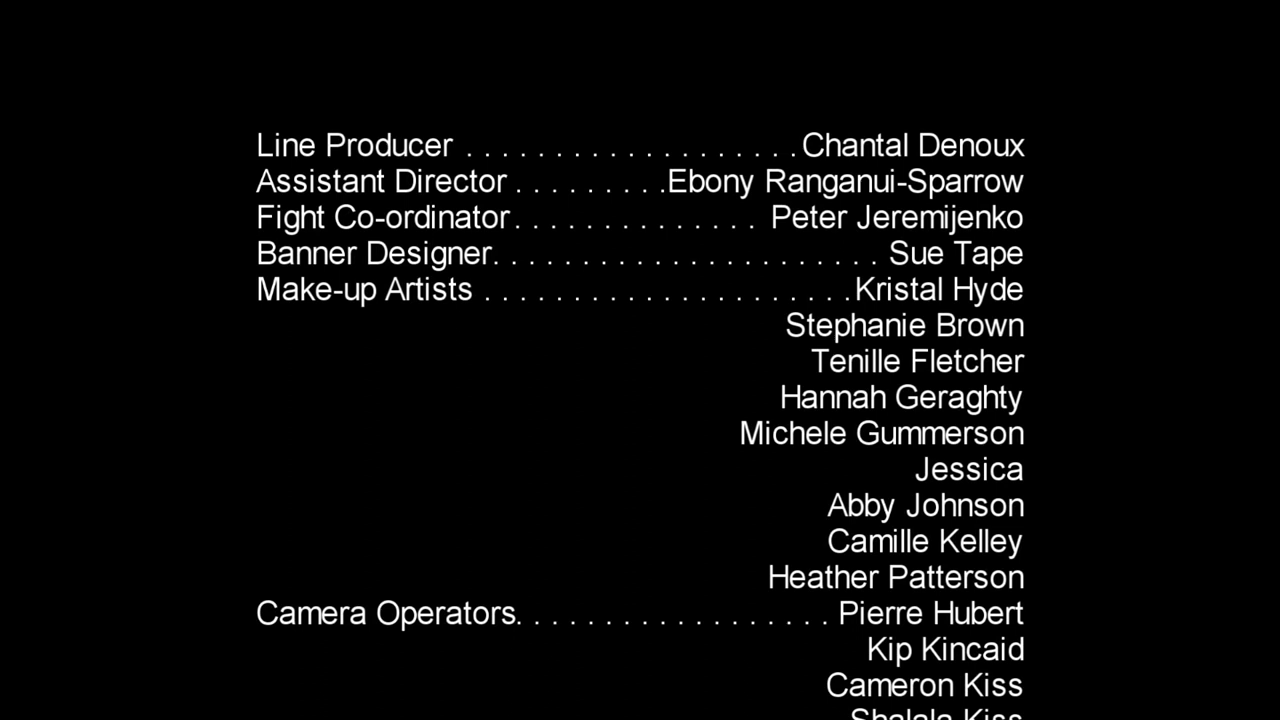 Line Producer . . . . . . . . . . . . . . . . . . . Chantal Denoux
Assistant Director . . . . . . . . . Ebony Ranganui-Sparrow
Fight Co-ordinator . . . . . . . . . . . . . . Peter Jeremijenko
Banner Designer. . . . . . . . . . . . . . . . . . . . . . Sue Tape
Make-up Artists . . . . . . . . . . . . . . . . . . . . . Kristal Hyde
Stephanie Brown
Tenille Fletcher
Hannah Geraghty
Michele Gummerson
Jessica
Abby Johnson
Camille Kelley
Heather Patterson
Camera Operators. . . . . . . . . . . . . . . . . . Pierre Hubert
Kip Kincaid
Cameron Kiss
Shalala Kiss